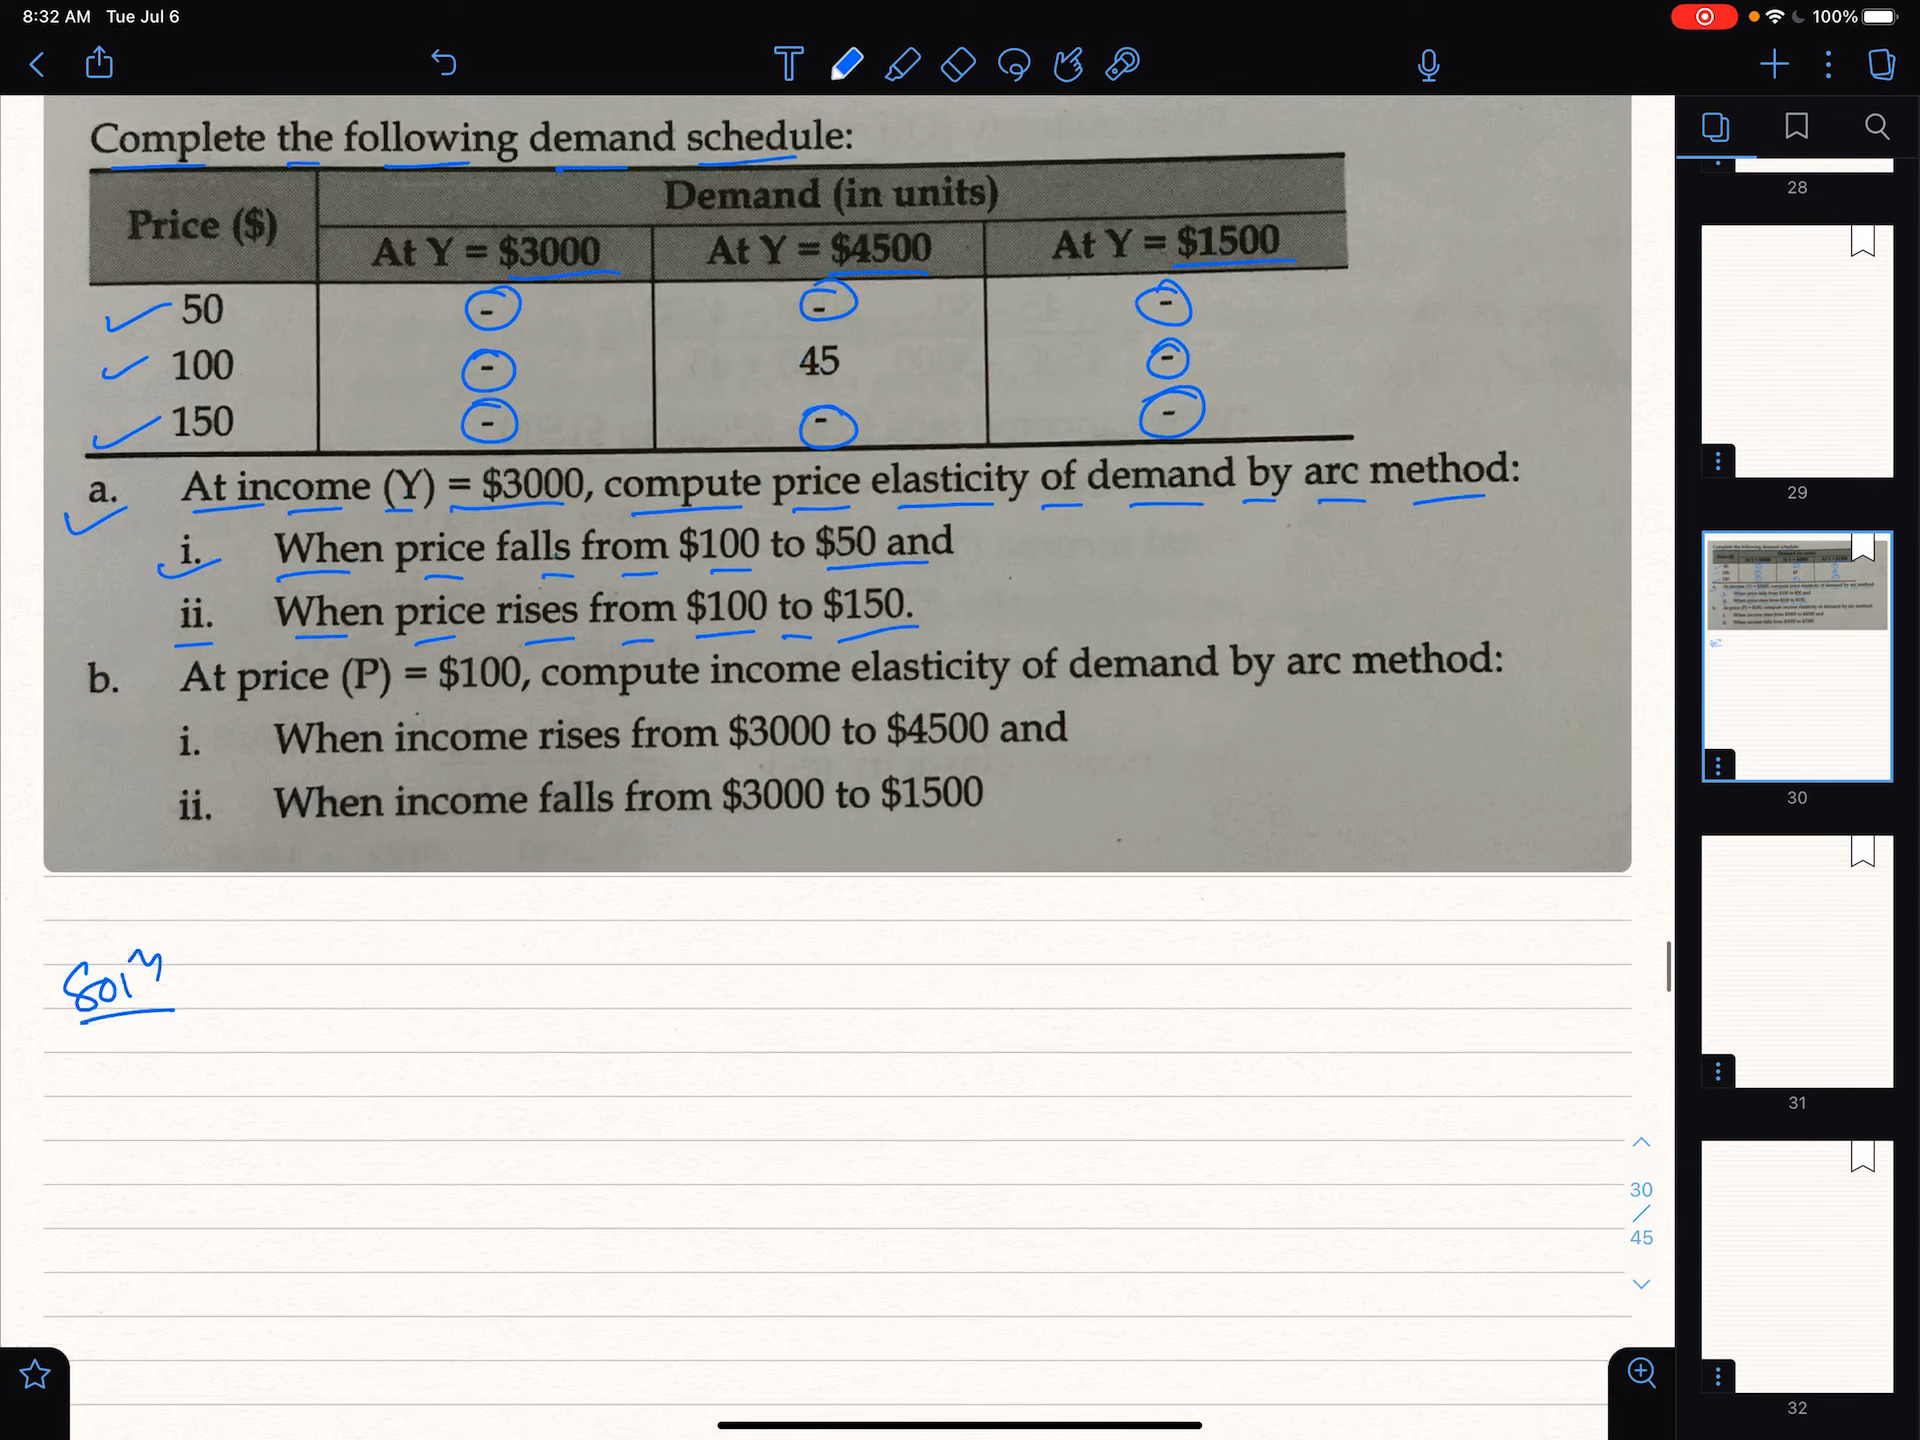 8:32 AM Tue Jul 6
100%
Complete the following demand schedule:
Price ($)
Demand (in units)
At Y = $3000 At Y = $4500 At Y = $1500
50 - - -
100 - 45 -
150 - - -
a. At income (Y) = $3000, compute price elasticity of demand by arc method:
i. When price falls from $100 to $50 and
ii. When price rises from $100 to $150.
b. At price (P) = $100, compute income elasticity of demand by arc method:
i. When income rises from $3000 to $4500 and
ii. When income falls from $3000 to $1500
Solⁿ
30
/
45
28
29
30
31
32